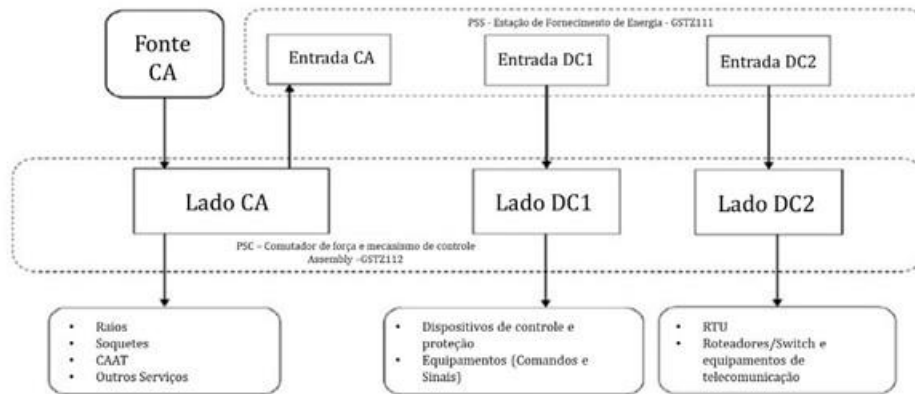 PSS - Estação de Fornecimento de Energia - GSTZ111
Fonte
CA
Entrada CA
Entrada DC1
Entrada DC2
Lado CA
Lado DC1
Lado DC2
PSC – Comutador de força e mecanismo de controle
Assembly –GSTZ112
• Raios
• Soquetes
• CAAT
• Outros Serviços
• Dispositivos de controle e
proteção
• Equipamentos (Comandos e
Sinais)
• RTU
• Roteadores/Switch e
equipamentos de
telecomunicação